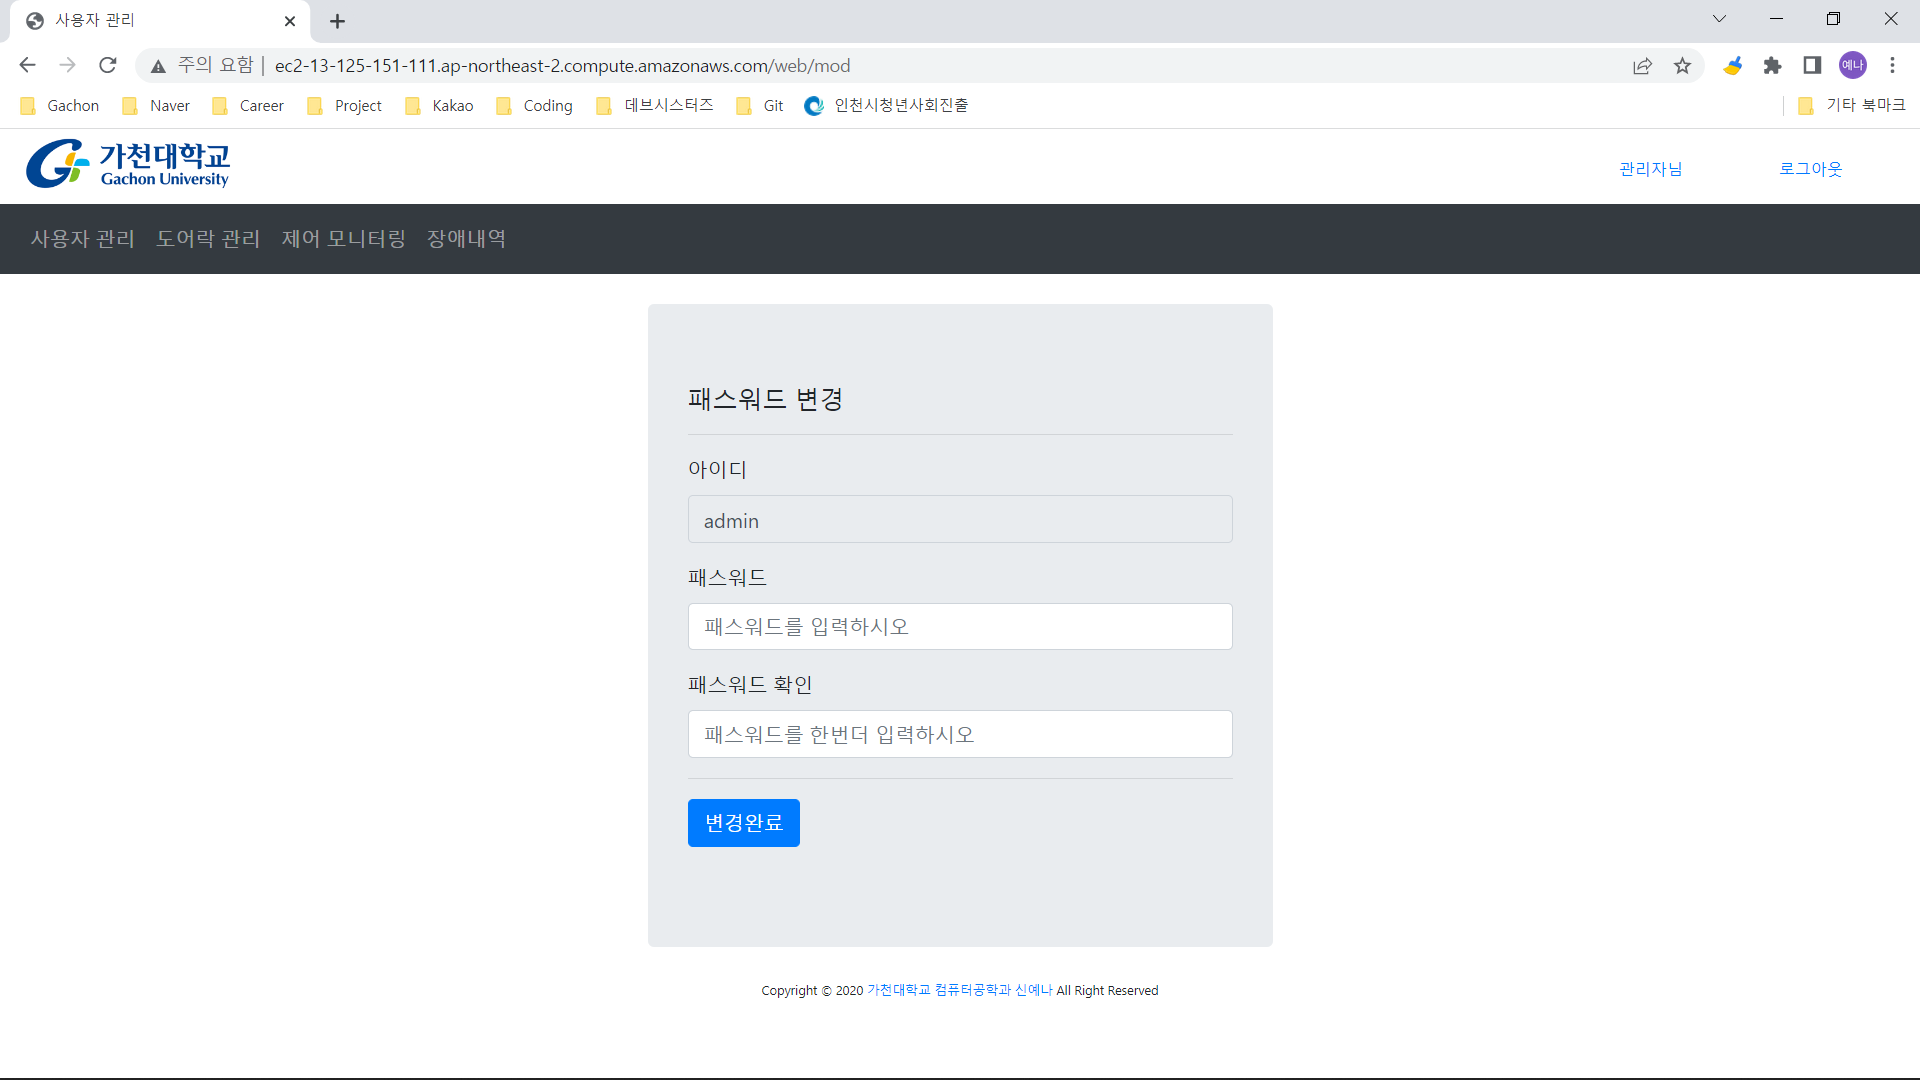 사용자 관리
주의 요함 | ec2-13-125-151-111.ap-northeast-2.compute.amazonaws.com/web/mod
예나
Gachon Naver Career Project Kakao Coding 데브시스터즈 Git 인천시청년사회진출 기타 북마크
가천대학교
Gachon University
관리자님 로그아웃
사용자 관리 도어락 관리 제어 모니터링 장애내역
패스워드 변경
아이디
admin
패스워드
패스워드를 입력하시오
패스워드 확인
패스워드를 한번더 입력하시오
변경완료
Copyright © 2020 가천대학교 컴퓨터공학과 신예나 All Right Reserved